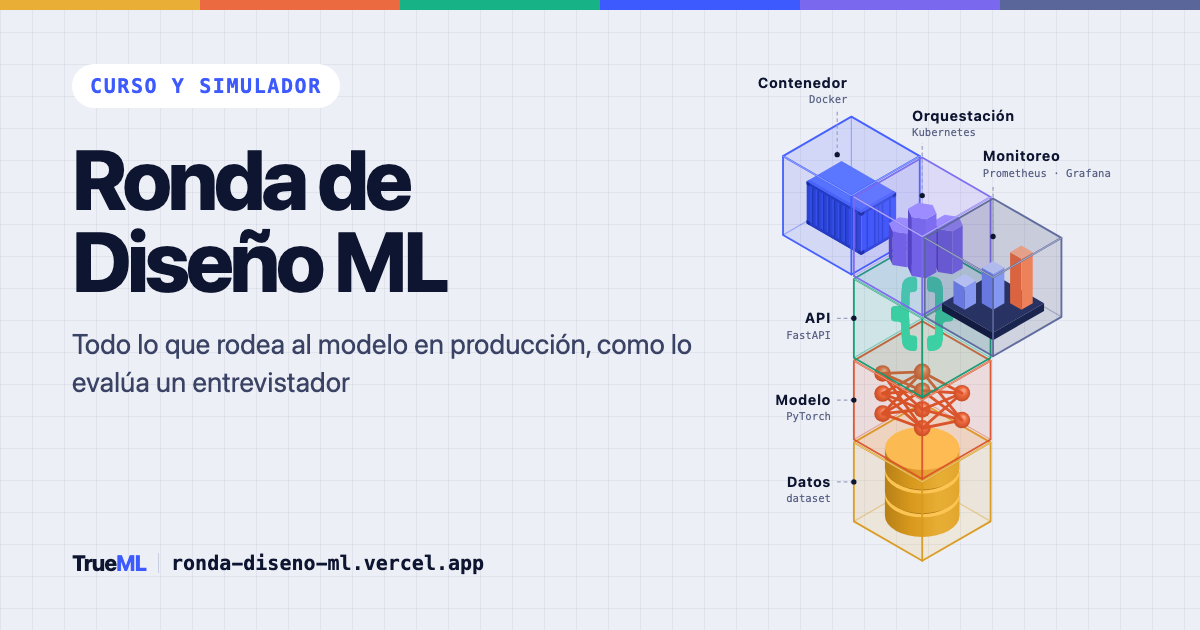 CURSO Y SIMULADOR
Ronda de
Diseño ML
Todo lo que rodea al modelo en producción, como lo
evalúa un entrevistador
Contenedor
Docker
Orquestación
Kubernetes
Monitoreo
Prometheus · Grafana
API
FastAPI
Modelo
PyTorch
Datos
dataset
TrueML
ronda-diseno-ml.vercel.app